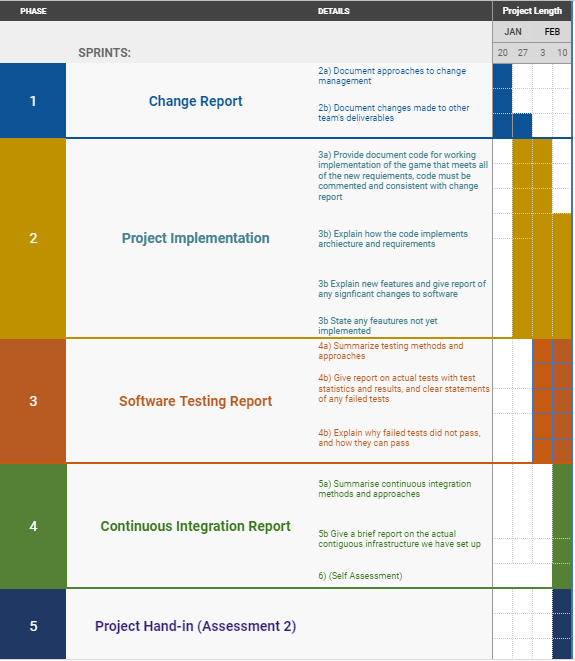 PHASE DETAILS Project Length
JAN FEB
SPRINTS: 20 27 3 10
1 Change Report
2a) Document approaches to change
management
2b) Document changes made to other
team's deliverables
2 Project Implementation
3a) Provide document code for working
implementation of the game that meets all
of the new requiements, code must be
commented and consistent with change
report
3b) Explain how the code implements
archiecture and requirements
3b Explain new features and give report of
any signficant changes to software
3b State any feautures not yet
implemented
3 Software Testing Report
4a) Summarize testing methods and
approaches
4b) Give report on actual tests with test
statistics and results, and clear statements
of any failed tests
4b) Explain why failed tests did not pass,
and how they can pass
4 Continuous Integration Report
5a) Summarise continuous integration
methods and approaches
5b Give a brief report on the actual
contiguous infrastructure we have set up
6) (Self Assessment)
5 Project Hand-in (Assessment 2)